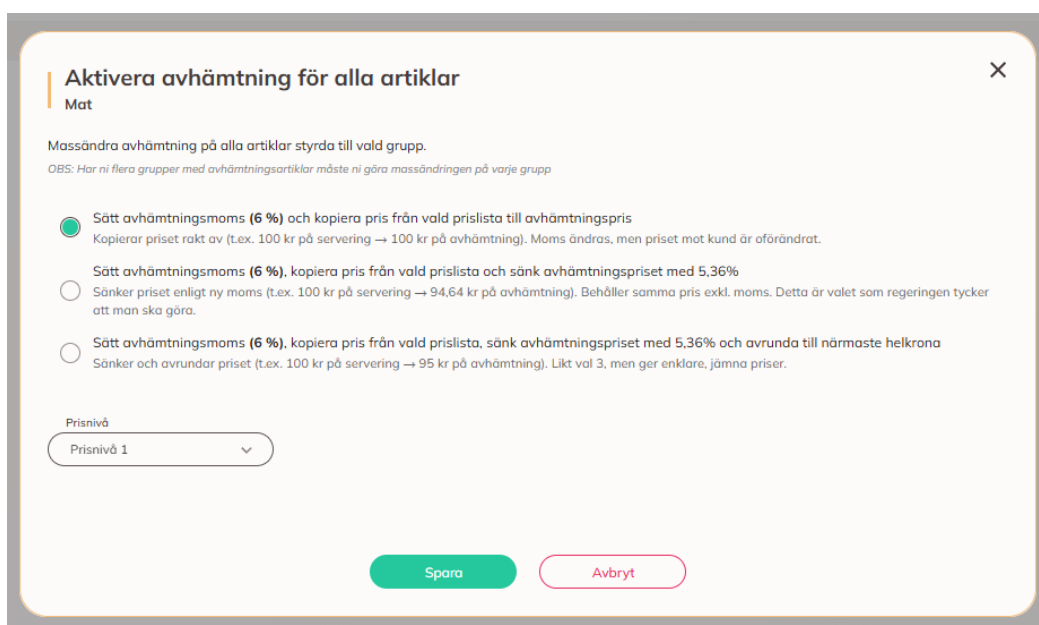 Aktivera avhämtning för alla artiklar
Mat
Massändra avhämtning på alla artiklar styrda till vald grupp.
OBS: Har ni flera grupper med avhämtningsartiklar måste ni göra massändringen på varje grupp
Sätt avhämtningsmoms (6 %) och kopiera pris från vald prislista till avhämtningspris
Kopierar priset rakt av (t.ex. 100 kr på servering → 100 kr på avhämtning). Moms ändras, men priset mot kund är oförändrat.
Sätt avhämtningsmoms (6 %), kopiera pris från vald prislista och sänk avhämtningspriset med 5,36%
Sänker priset enligt ny moms (t.ex. 100 kr på servering → 94,64 kr på avhämtning). Behåller samma pris exkl. moms. Detta är valet som regeringen tycker
att man ska göra.
Sätt avhämtningsmoms (6 %), kopiera pris från vald prislista, sänk avhämtningspriset med 5,36% och avrunda till närmaste helkrona
Sänker och avrundar priset (t.ex. 100 kr på servering → 95 kr på avhämtning). Likt val 3, men ger enklare, jämna priser.
Prisnivå
Prisnivå 1
Spara
Avbryt